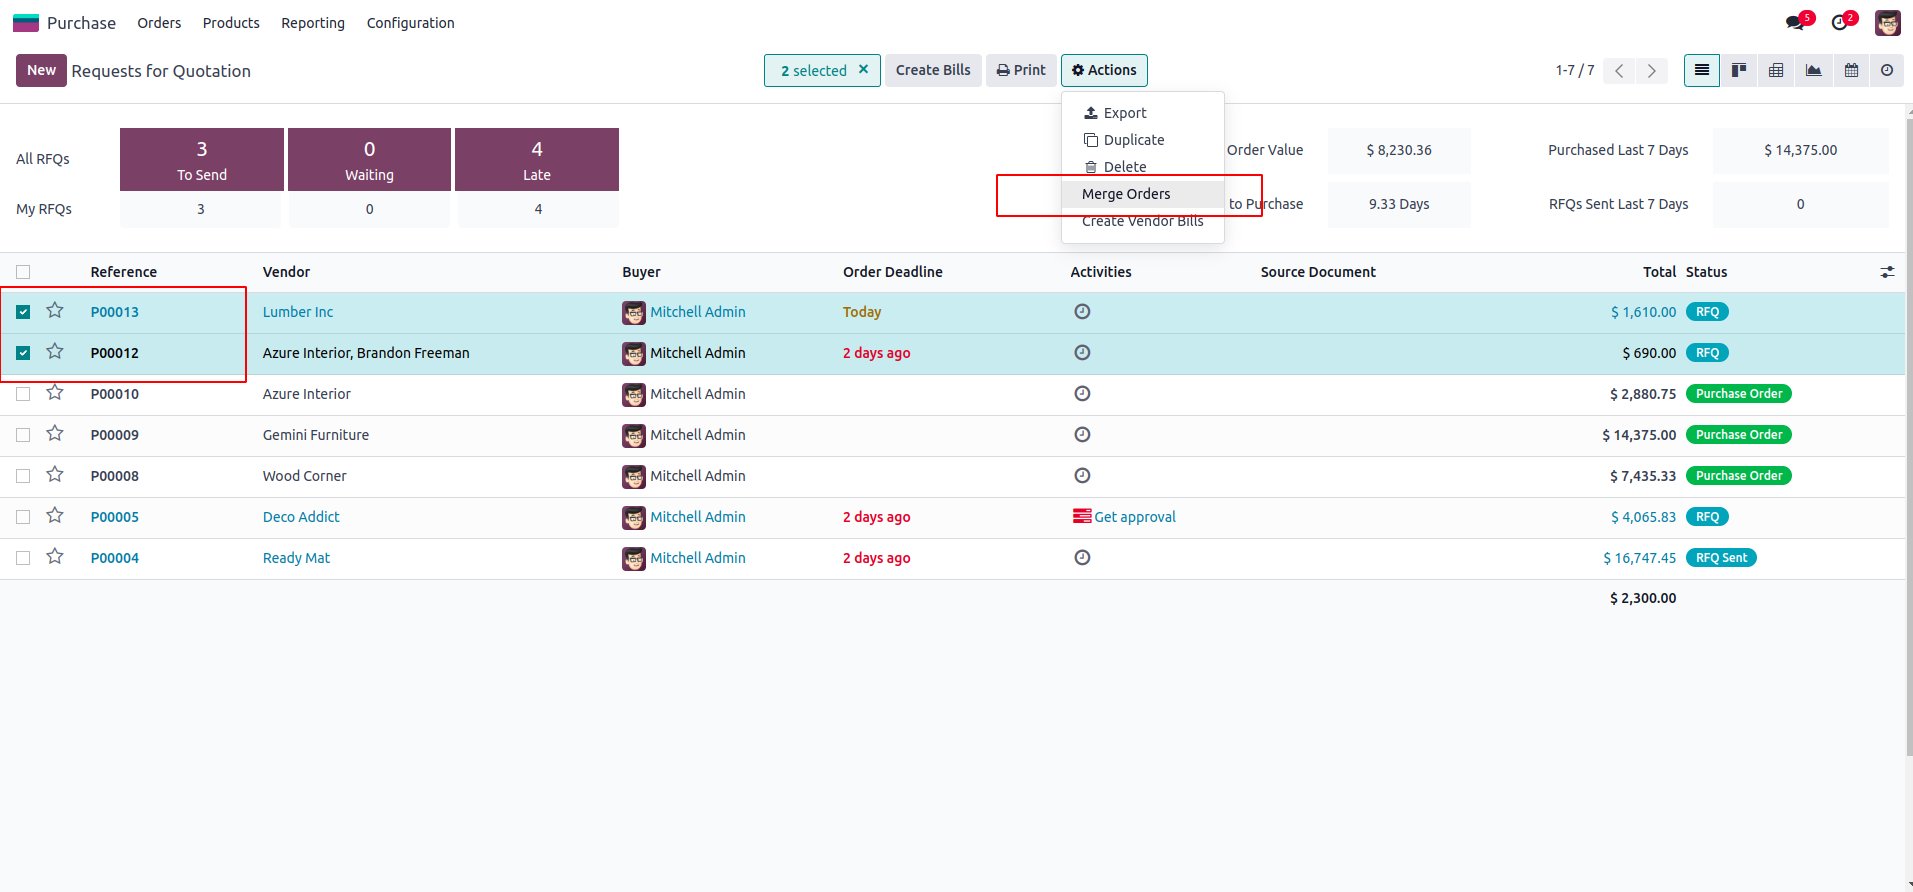 Purchase Orders Products Reporting Configuration 5 2
New Requests for Quotation 2 selected × Create Bills Print Actions 1-7 / 7
Export
Duplicate
Delete
Merge Orders
Create Vendor Bills
All RFQs 3 To Send 0 Waiting 4 Late Order Value $ 8,230.36 Purchased Last 7 Days $ 14,375.00
My RFQs 3 0 4 to Purchase 9.33 Days RFQs Sent Last 7 Days 0
Reference Vendor Buyer Order Deadline Activities Source Document Total Status
P00013 Lumber Inc Mitchell Admin Today $ 1,610.00 RFQ
P00012 Azure Interior, Brandon Freeman Mitchell Admin 2 days ago $ 690.00 RFQ
P00010 Azure Interior Mitchell Admin $ 2,880.75 Purchase Order
P00009 Gemini Furniture Mitchell Admin $ 14,375.00 Purchase Order
P00008 Wood Corner Mitchell Admin $ 7,435.33 Purchase Order
P00005 Deco Addict Mitchell Admin 2 days ago Get approval $ 4,065.83 RFQ
P00004 Ready Mat Mitchell Admin 2 days ago $ 16,747.45 RFQ Sent
$ 2,300.00